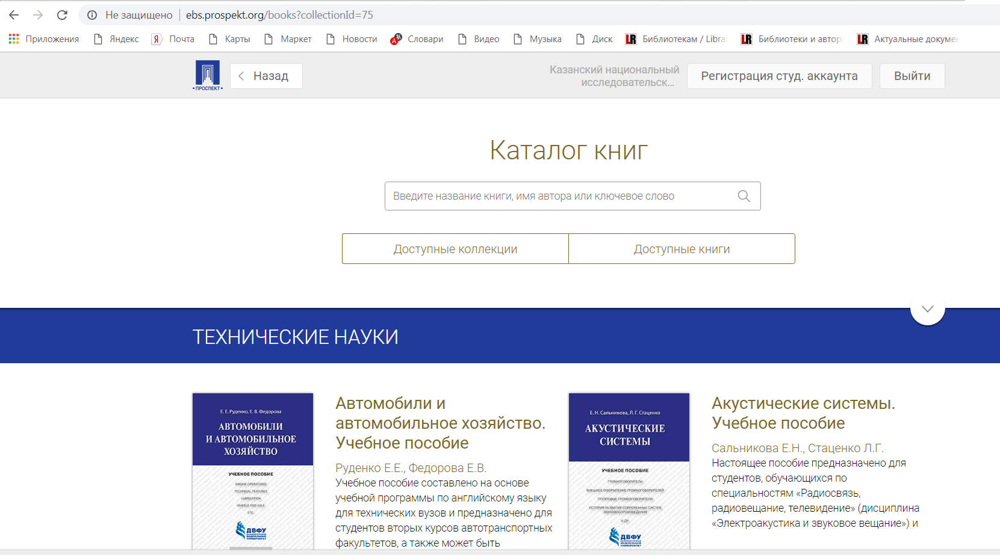 Не защищено | ebs.prospekt.org/books?collectionId=75
Приложения Яндекс Почта Карты Маркет Новости Словари Видео Музыка Диск Библиотекам / Libra Библиотеки и автор Актуальные докумен
ПРОСПЕКТ
Назад
Казанский национальный
исследовательск...
Регистрация студ. аккаунта
Выйти
Каталог книг
Введите название книги, имя автора или ключевое слово
Доступные коллекции
Доступные книги
ТЕХНИЧЕСКИЕ НАУКИ
Е. Е. Руденко, Е. В. Федорова
АВТОМОБИЛИ
И АВТОМОБИЛЬНОЕ
ХОЗЯЙСТВО
УЧЕБНОЕ ПОСОБИЕ
ENGINE OPERATIONS
TECHNICAL FEATURES
LUBRICATION
WHEELS AND AXLE
ETC.
ДВФУ
Автомобили и
автомобильное хозяйство.
Учебное пособие
Руденко Е.Е., Федорова Е.В.
Учебное пособие составлено на основе
учебной программы по английскому языку
для технических вузов и предназначено для
студентов вторых курсов автотранспортных
факультетов, а также может быть
Е. Н. Сальникова, Л. Г. Стаценко
АКУСТИЧЕСКИЕ
СИСТЕМЫ
УЧЕБНОЕ ПОСОБИЕ
ГРОМКОГОВОРИТЕЛИ
ВНЕШНЕЕ ОФОРМЛЕНИЕ ГРОМКОГОВОРИТЕЛЕЙ
ГРУППОВЫЕ ГРОМКОГОВОРИТЕЛИ
ИСТОРИЯ РАЗВИТИЯ СОВРЕМЕННЫХ СИСТЕМ
ЗВУКОВОСПРОИЗВЕДЕНИЯ
И ДР.
ДВФУ
Акустические системы.
Учебное пособие
Сальникова Е.Н., Стаценко Л.Г.
Настоящее пособие предназначено для
студентов, обучающихся по
специальностям «Радиосвязь,
радиовещание, телевидение» (дисциплина
«Электроакустика и звуковое вещание») и